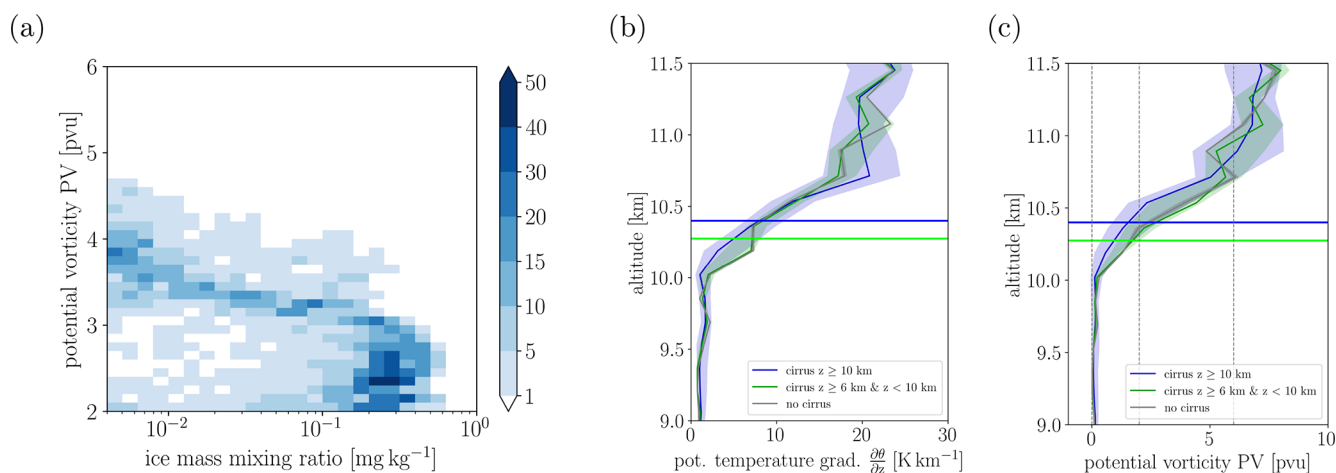 (a)
6
5
4
3
2
potential vorticity PV [pvu]
10⁻²
10⁻¹
10⁰
ice mass mixing ratio [mg kg⁻¹]
50
40
30
20
15
10
5
1
(b)
11.5
11.0
10.5
10.0
9.5
9.0
altitude [km]
cirrus z ≥ 10 km
cirrus z ≥ 6 km & z < 10 km
no cirrus
0
10
20
30
pot. temperature grad. ∂θ/∂z [K km⁻¹]
(c)
11.5
11.0
10.5
10.0
9.5
9.0
altitude [km]
cirrus z ≥ 10 km
cirrus z ≥ 6 km & z < 10 km
no cirrus
0
5
10
potential vorticity PV [pvu]